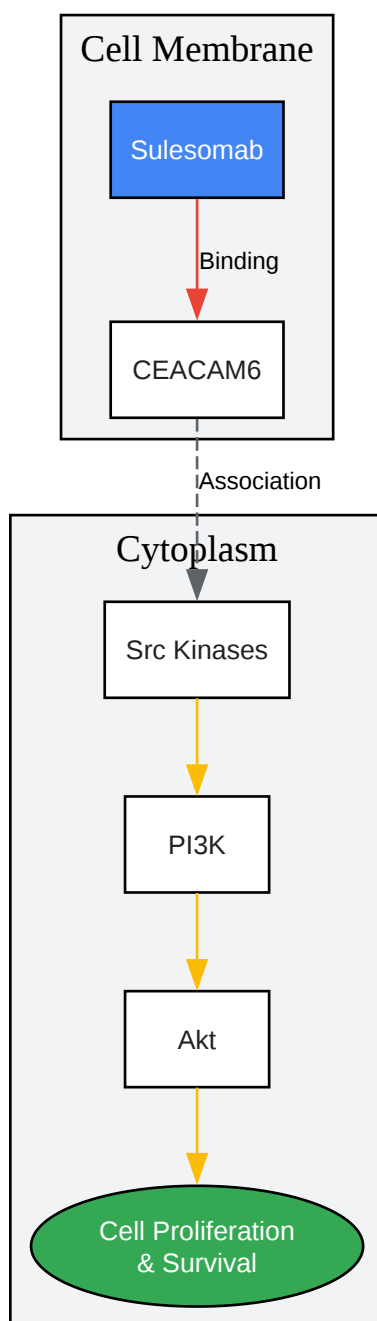 Cell Membrane
Sulesomab
Binding
CEACAM6
Association
Cytoplasm
Src Kinases
PI3K
Akt
Cell Proliferation
& Survival